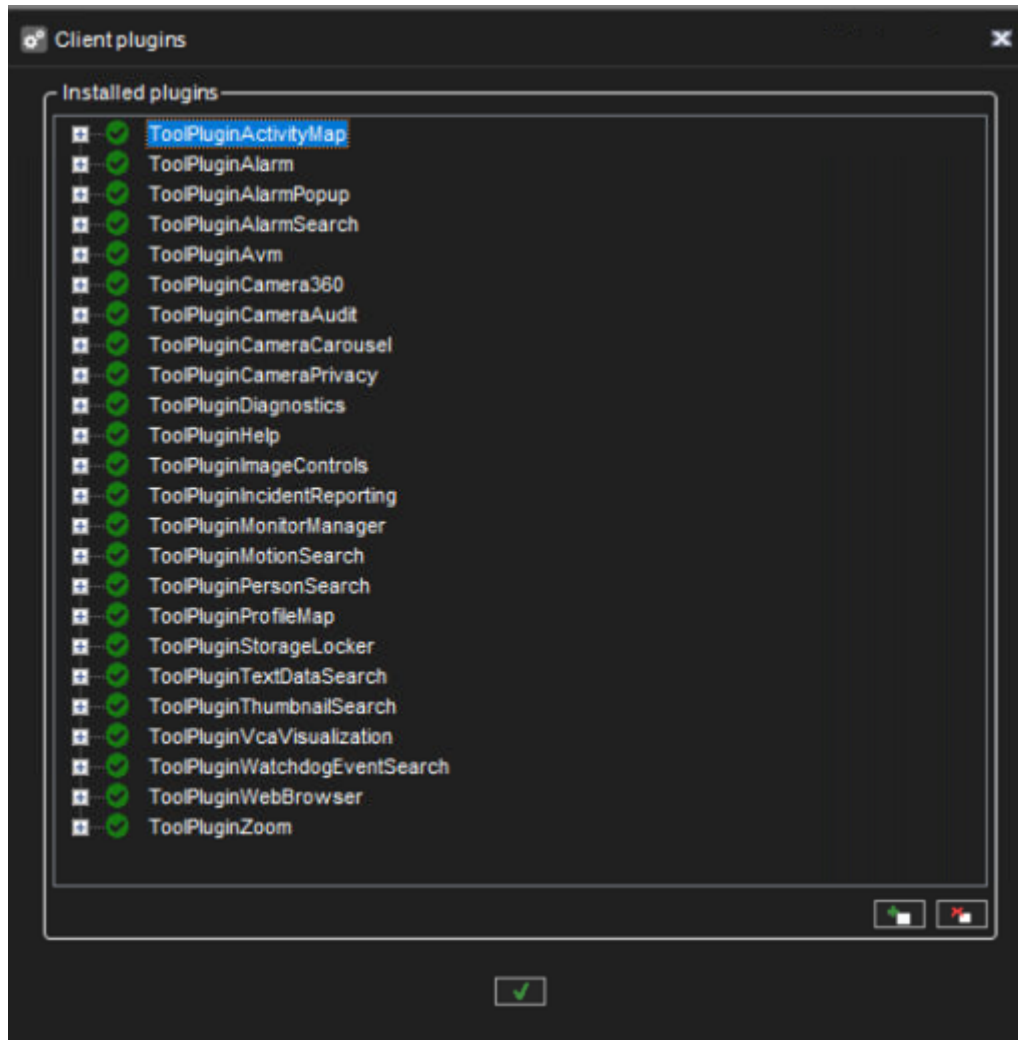 Client plugins
Installed plugins
ToolPluginActivityMap
ToolPluginAlarm
ToolPluginAlarmPopup
ToolPluginAlarmSearch
ToolPluginAvm
ToolPluginCamera360
ToolPluginCameraAudit
ToolPluginCameraCarousel
ToolPluginCameraPrivacy
ToolPluginDiagnostics
ToolPluginHelp
ToolPluginImageControls
ToolPluginIncidentReporting
ToolPluginMonitorManager
ToolPluginMotionSearch
ToolPluginPersonSearch
ToolPluginProfileMap
ToolPluginStorageLocker
ToolPluginTextDataSearch
ToolPluginThumbnailSearch
ToolPluginVcaVisualization
ToolPluginWatchdogEventSearch
ToolPluginWebBrowser
ToolPluginZoom